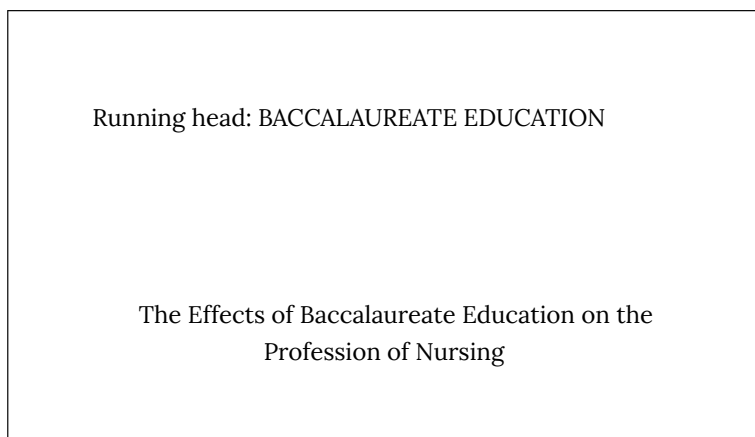 Running head: BACCALAUREATE EDUCATION
The Effects of Baccalaureate Education on the
Profession of Nursing